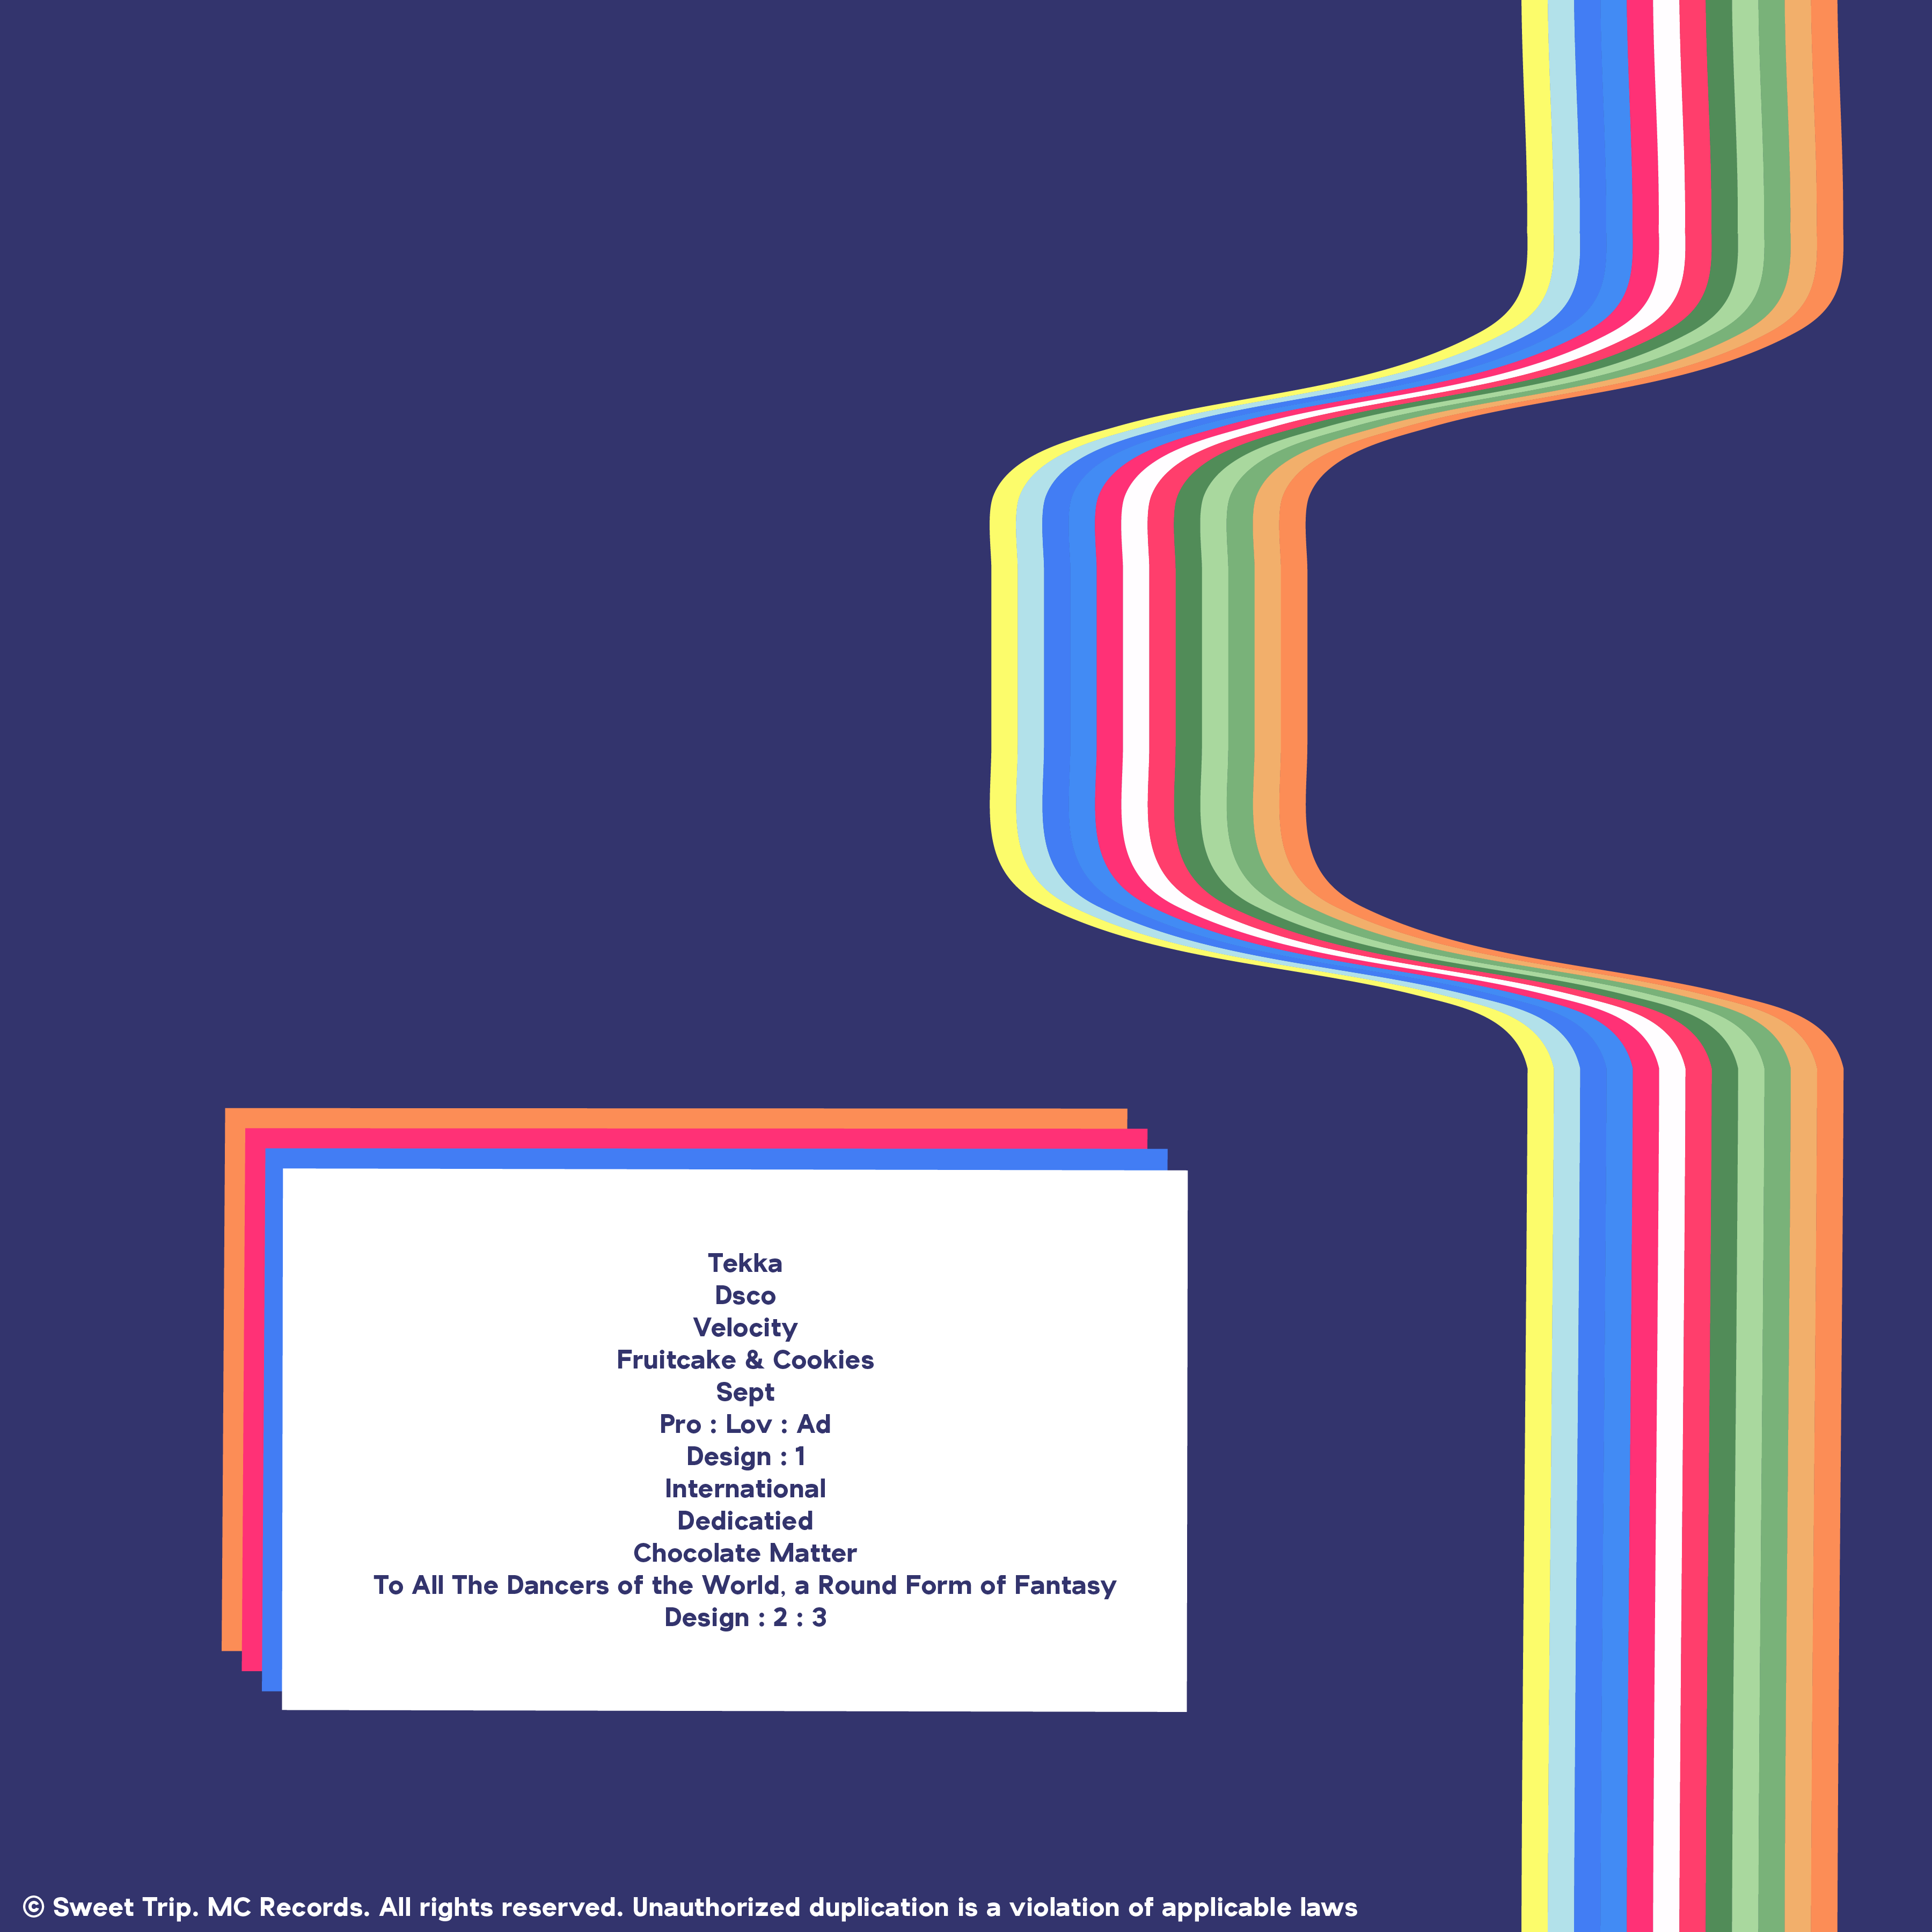 Tekka
Dsco
Velocity
Fruitcake & Cookies
Sept
Pro : Lov : Ad
Design : 1
International
Dedicatied
Chocolate Matter
To All The Dancers of the World, a Round Form of Fantasy
Design : 2 : 3
© Sweet Trip. MC Records. All rights reserved. Unauthorized duplication is a violation of applicable laws